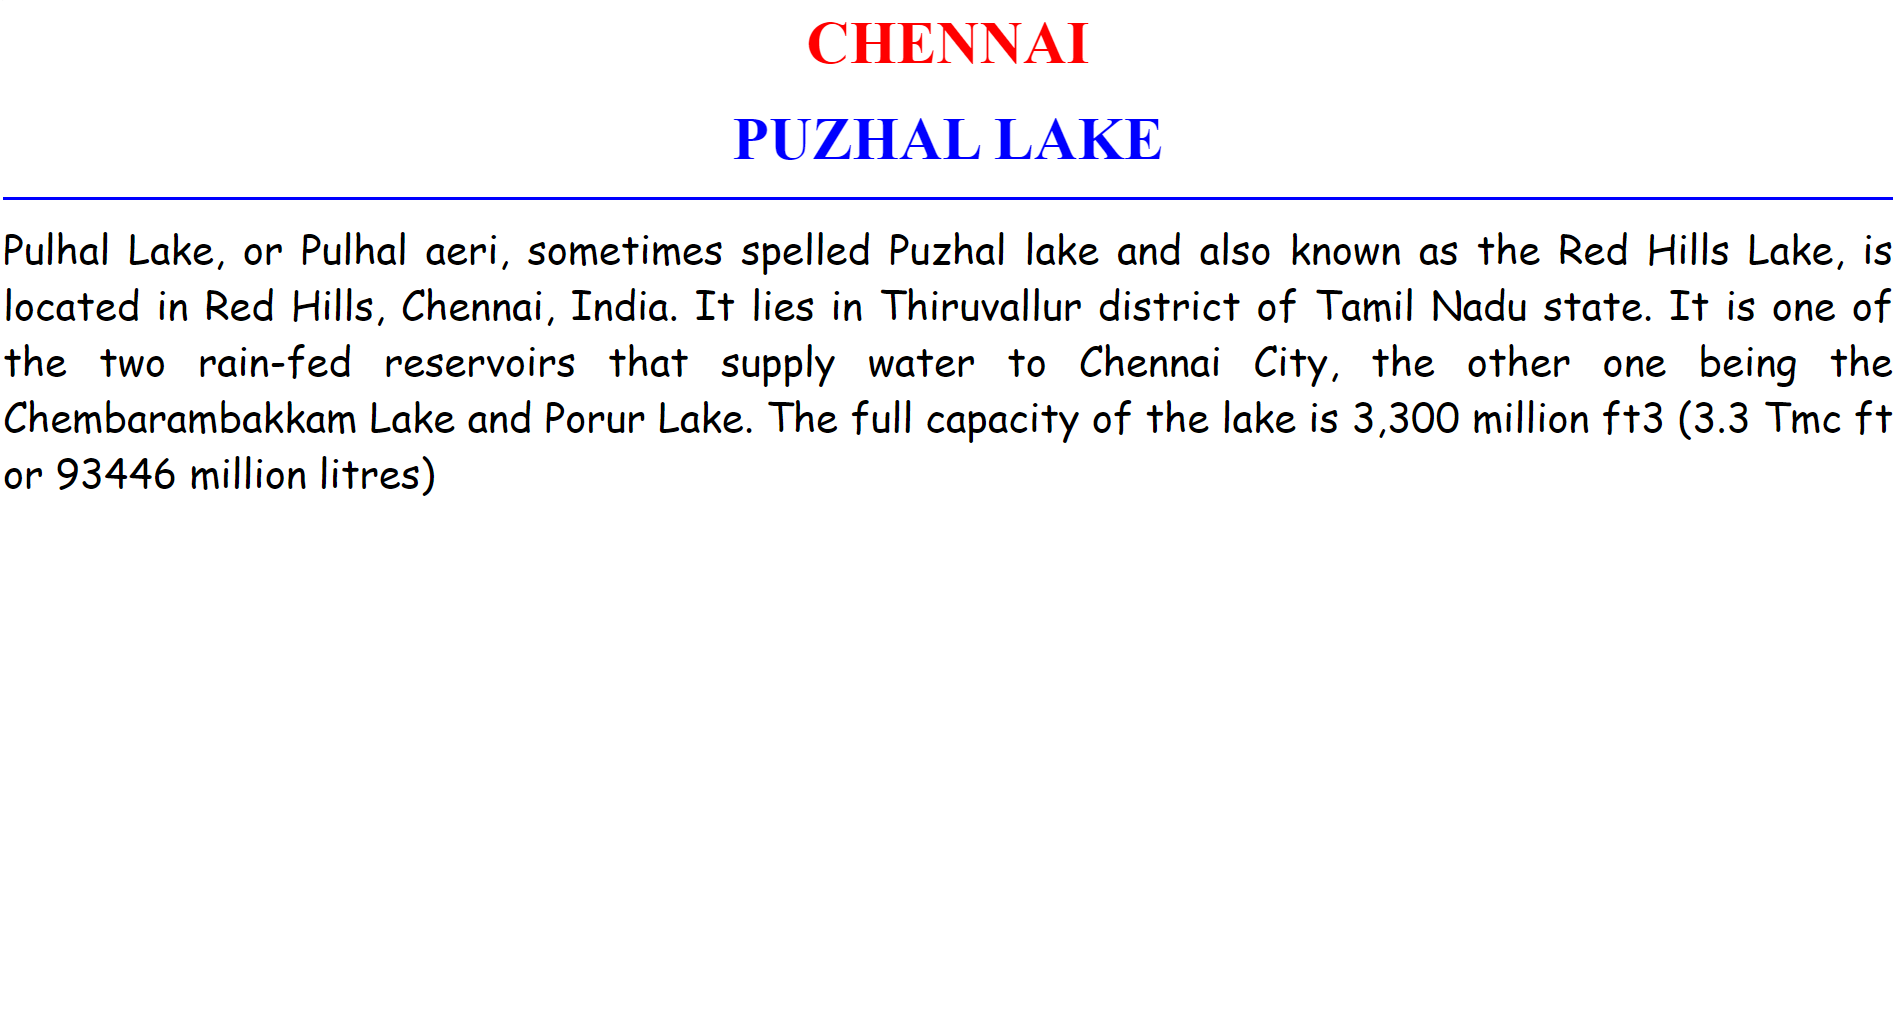 CHENNAI
PUZHAL LAKE
Pulhal Lake, or Pulhal aeri, sometimes spelled Puzhal lake and also known as the Red Hills Lake, is
located in Red Hills, Chennai, India. It lies in Thiruvallur district of Tamil Nadu state. It is one of
the two rain-fed reservoirs that supply water to Chennai City, the other one being the
Chembarambakkam Lake and Porur Lake. The full capacity of the lake is 3,300 million ft3 (3.3 Tmc ft
or 93446 million litres)